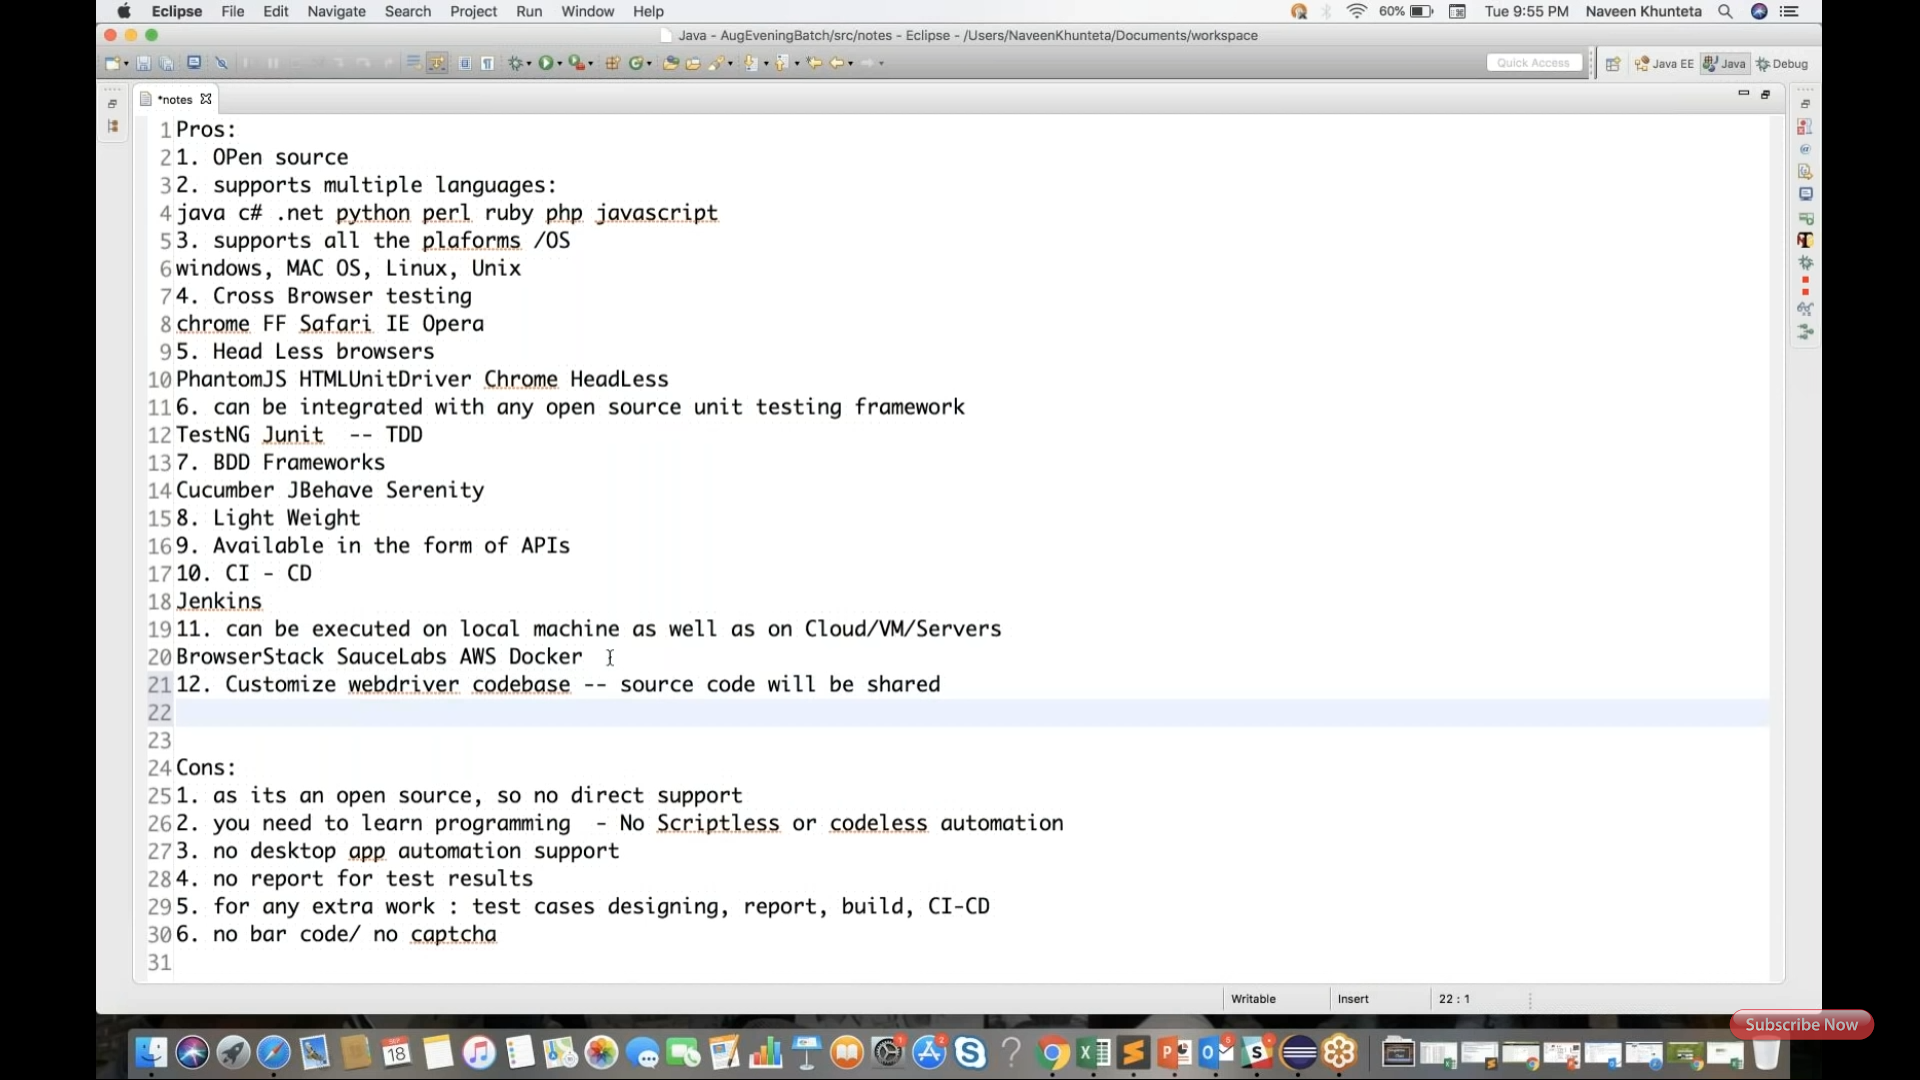 Eclipse File Edit Navigate Search Project Run Window Help 60% Tue 9:55 PM Naveen Khunteta
Java - AugEveningBatch/src/notes - Eclipse - /Users/NaveenKhunteta/Documents/workspace
Quick Access Java EE Java Debug
*notes
1 Pros:
2 1. OPen source
3 2. supports multiple languages:
4 java c# .net python perl ruby php javascript
5 3. supports all the plaforms /OS
6 windows, MAC OS, Linux, Unix
7 4. Cross Browser testing
8 chrome FF Safari IE Opera
9 5. Head Less browsers
10 PhantomJS HTMLUnitDriver Chrome HeadLess
11 6. can be integrated with any open source unit testing framework
12 TestNG Junit -- TDD
13 7. BDD Frameworks
14 Cucumber JBehave Serenity
15 8. Light Weight
16 9. Available in the form of APIs
17 10. CI - CD
18 Jenkins
19 11. can be executed on local machine as well as on Cloud/VM/Servers
20 BrowserStack SauceLabs AWS Docker
21 12. Customize webdriver codebase -- source code will be shared
22
23
24 Cons:
25 1. as its an open source, so no direct support
26 2. you need to learn programming - No Scriptless or codeless automation
27 3. no desktop app automation support
28 4. no report for test results
29 5. for any extra work : test cases designing, report, build, CI-CD
30 6. no bar code/ no captcha
31
Writable Insert 22 : 1
Subscribe Now
18